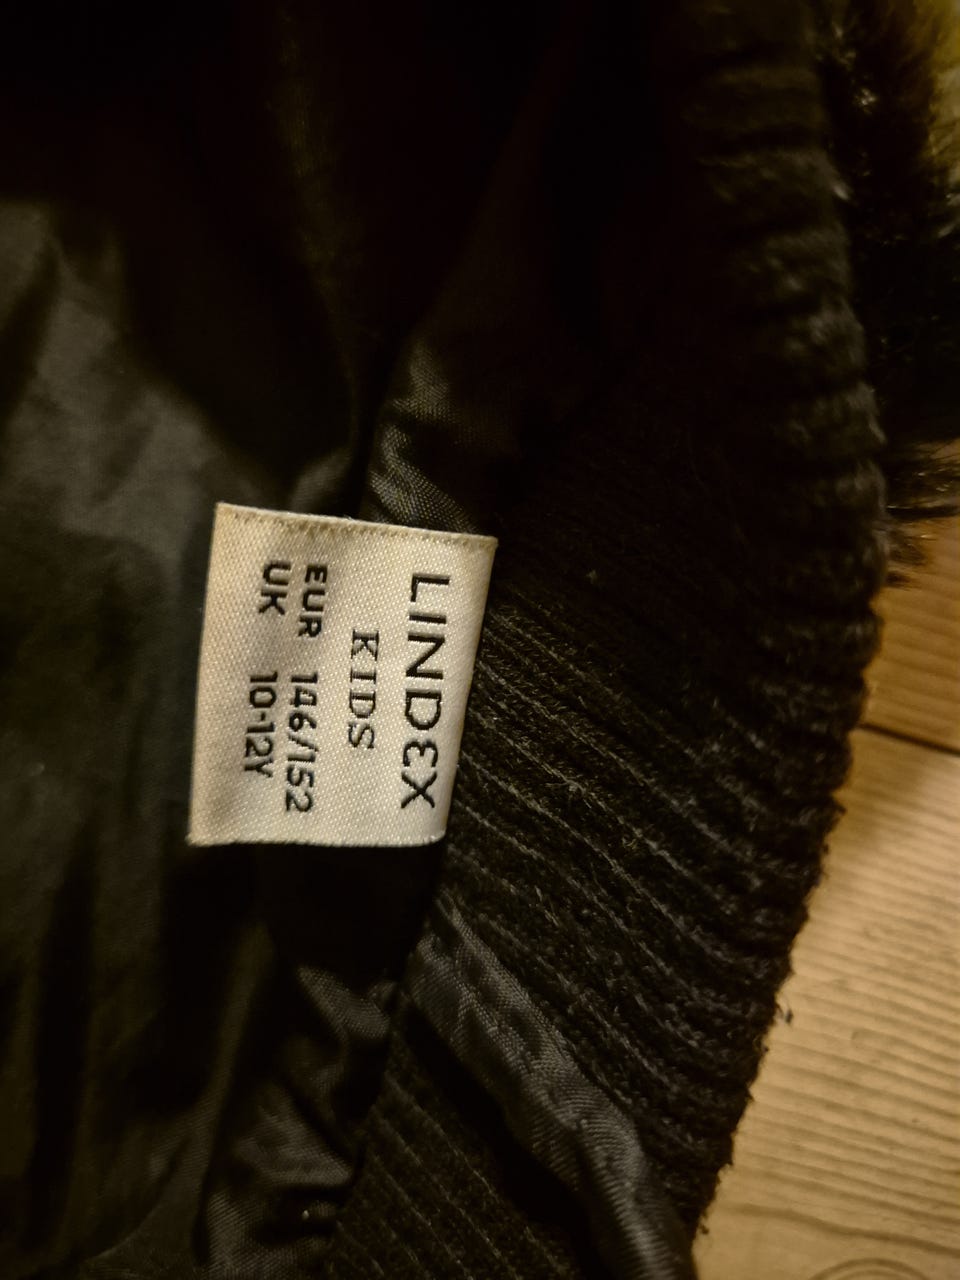 LINDEX
KIDS
EUR 146/152
UK 10-12Y